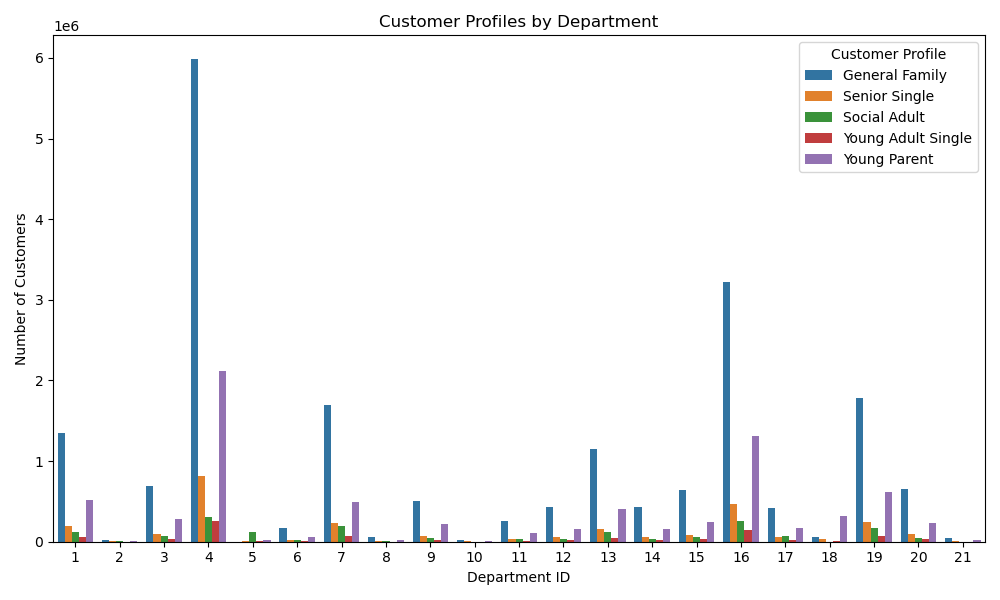 Customer Profiles by Department
1e6
Customer Profile
General Family
Senior Single
Social Adult
Young Adult Single
Young Parent
Number of Customers
6
5
4
3
2
1
0
1 2 3 4 5 6 7 8 9 10 11 12 13 14 15 16 17 18 19 20 21
Department ID